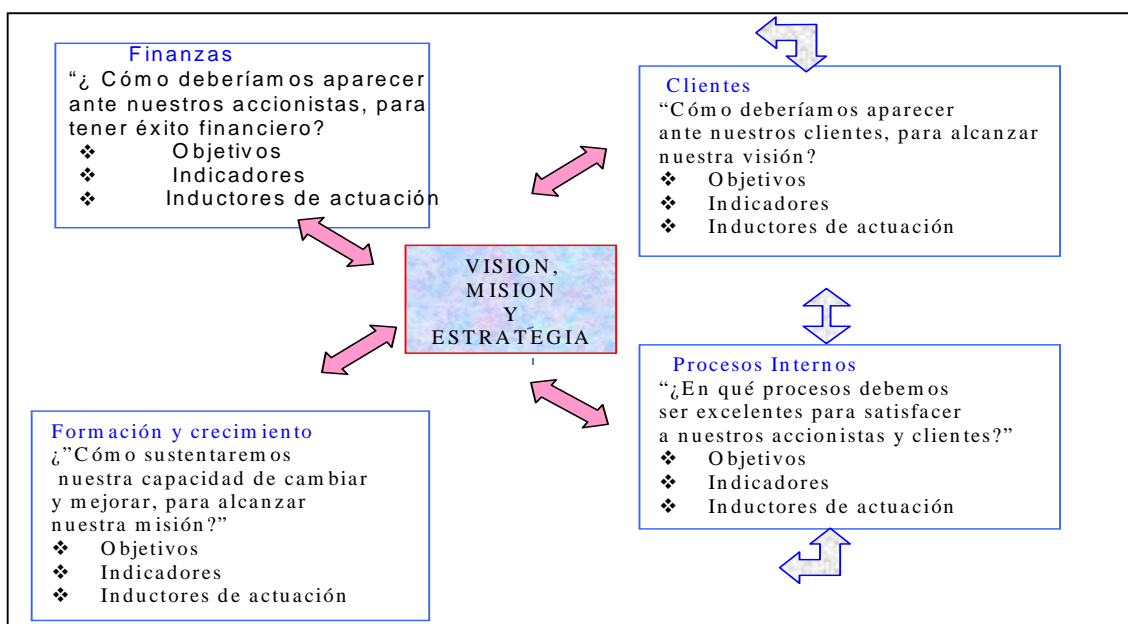 Finanzas
“¿ Cómo deberíamos aparecer
ante nuestros accionistas, para
tener éxito financiero?
❖ Objetivos
❖ Indicadores
❖ Inductores de actuación
Clientes
“Cómo deberíamos aparecer
ante nuestros clientes, para alcanzar
nuestra visión?
❖ Objetivos
❖ Indicadores
❖ Inductores de actuación
VISION,
MISION
Y
ESTRATEGIA
Procesos Internos
“¿En qué procesos debemos
ser excelentes para satisfacer
a nuestros accionistas y clientes?”
❖ Objetivos
❖ Indicadores
❖ Inductores de actuación
Formación y crecimiento
¿”Cómo sustentaremos
nuestra capacidad de cambiar
y mejorar, para alcanzar
nuestra misión?”
❖ Objetivos
❖ Indicadores
❖ Inductores de actuación